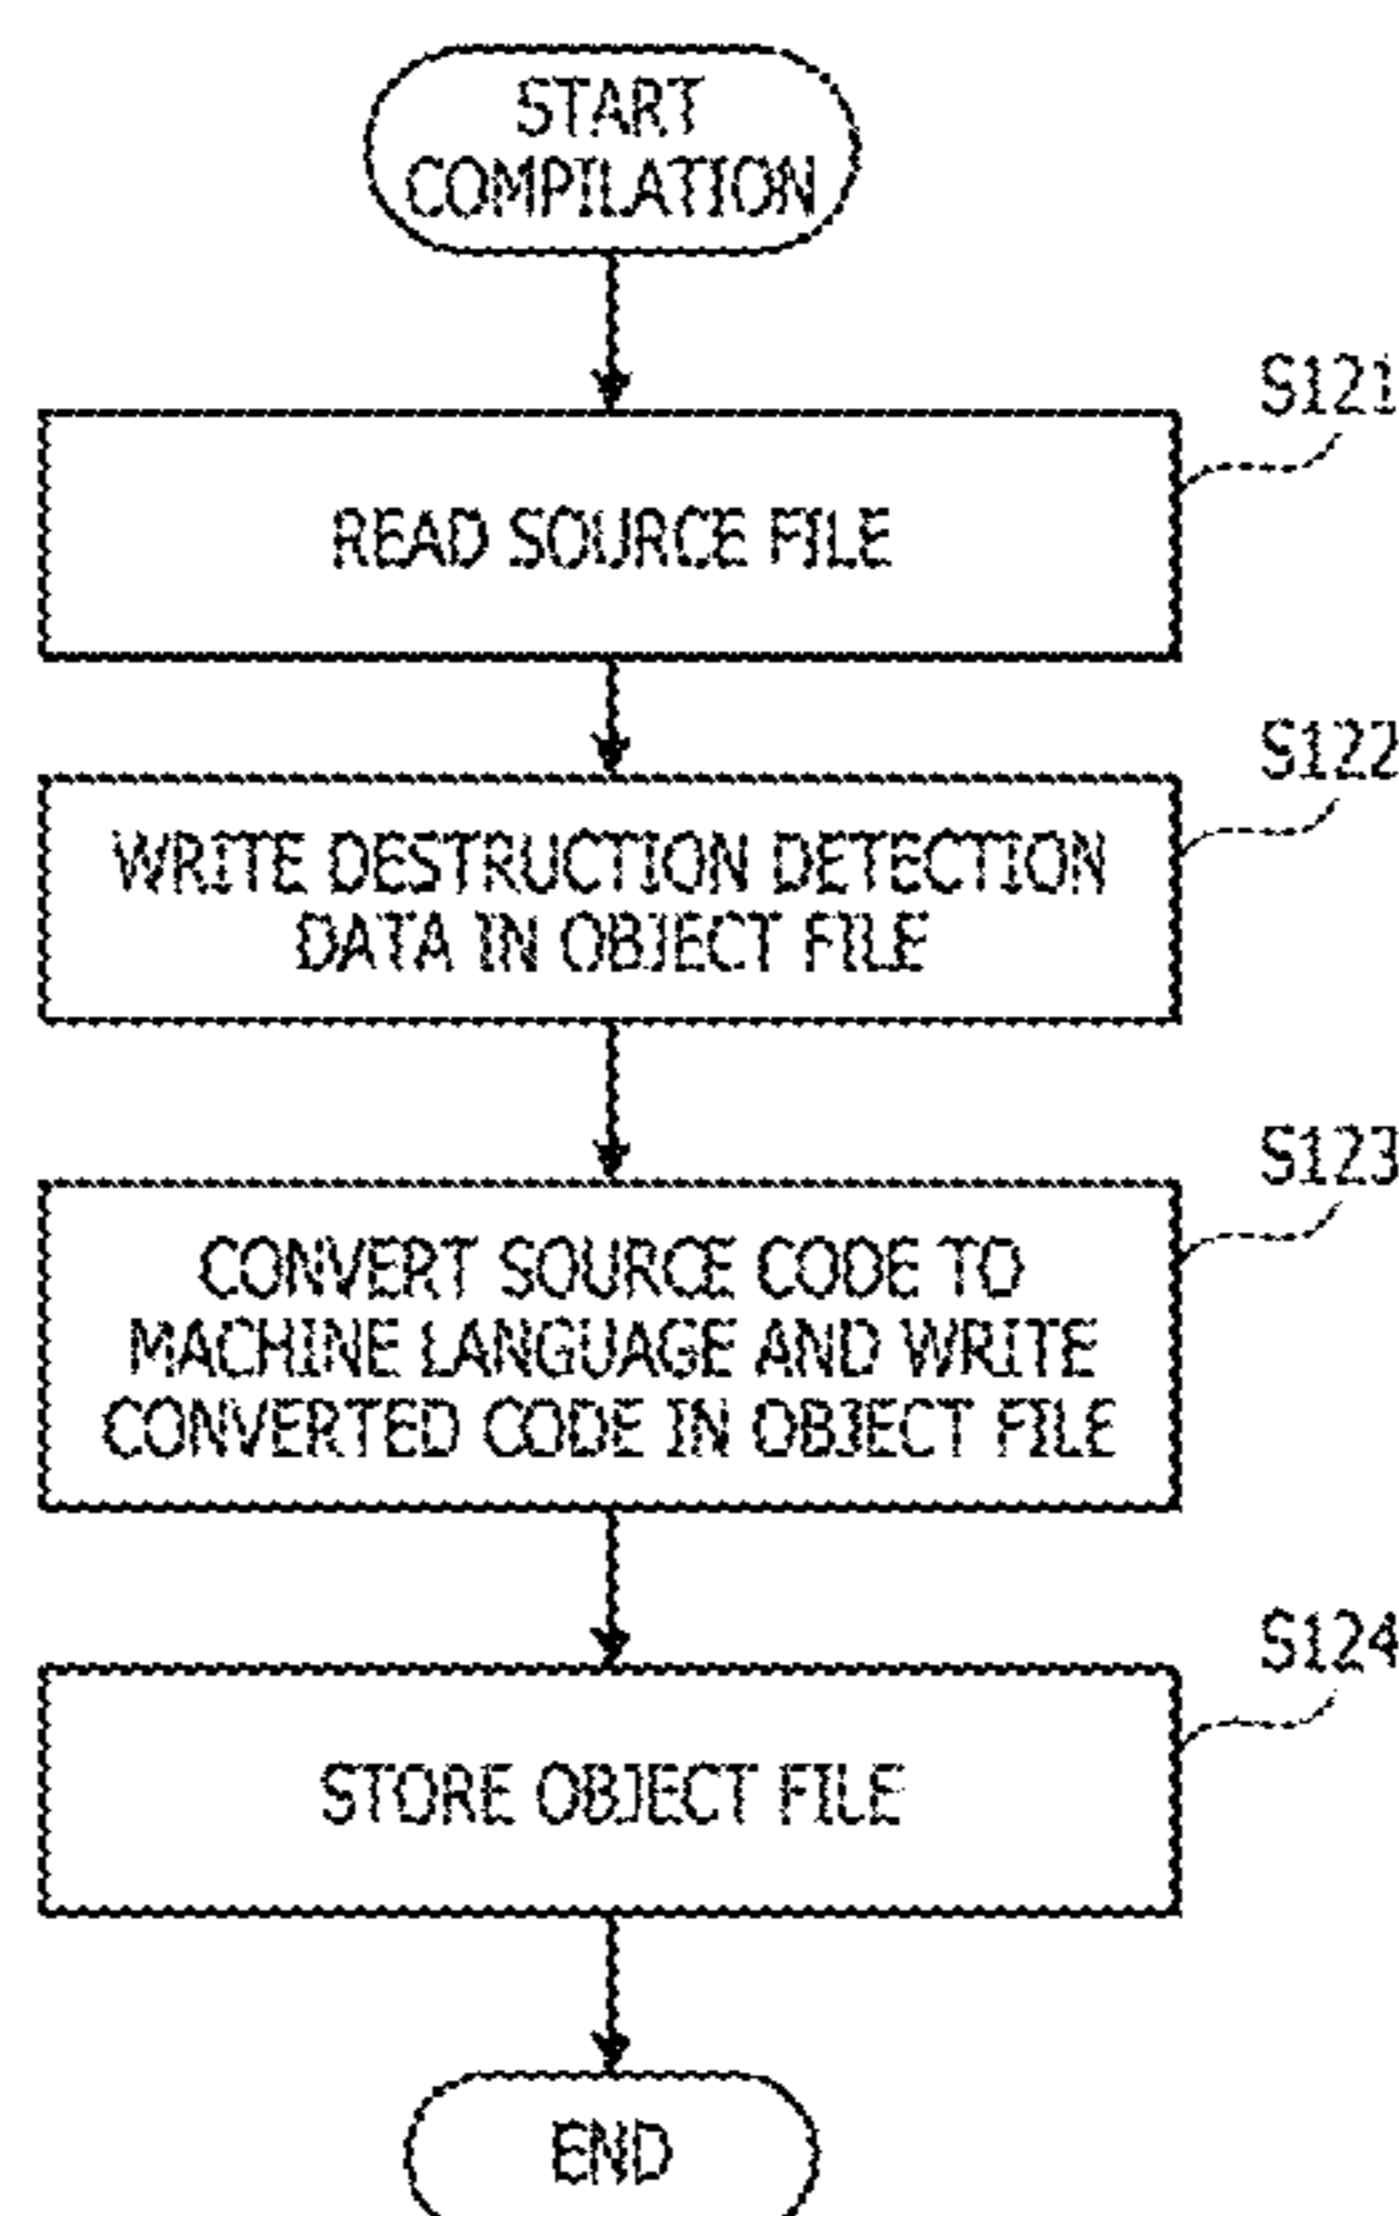 START
COMPILATION
S121
READ SOURCE FILE
S122
WRITE DESTRUCTION DETECTION
DATA IN OBJECT FILE
S123
CONVERT SOURCE CODE TO
MACHINE LANGUAGE AND WRITE
CONVERTED CODE IN OBJECT FILE
S124
STORE OBJECT FILE
END